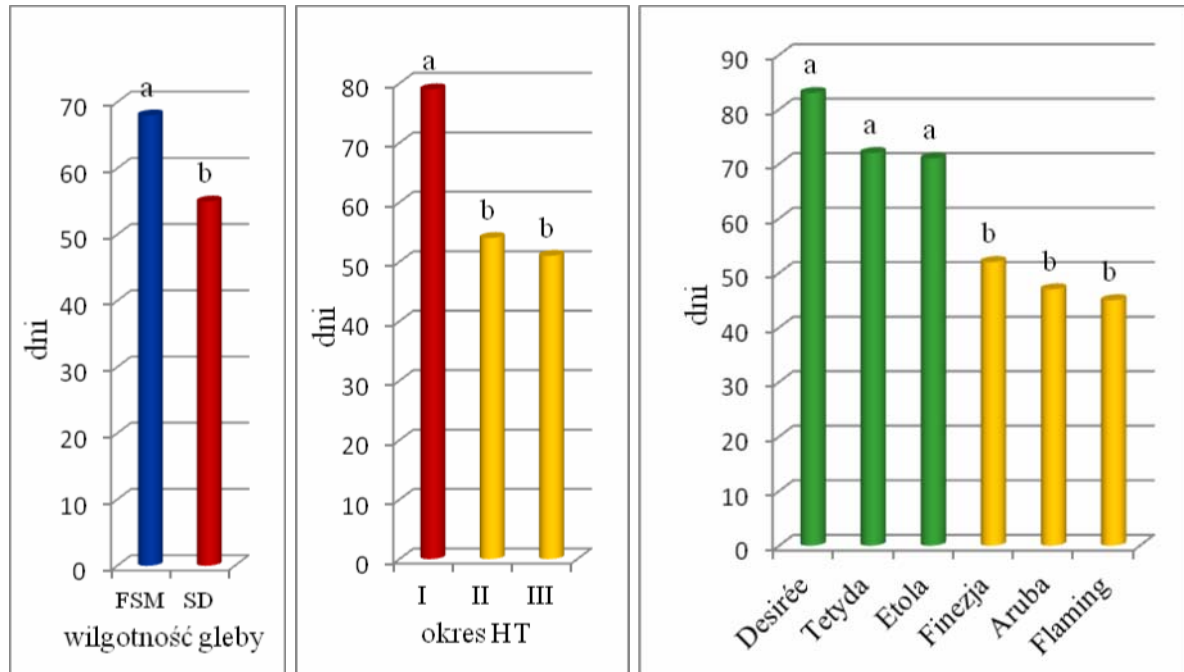 a
b
70
60
50
40
30
20
10
0
dni
FSM SD
wilgotność gleby
a
b
b
80
70
60
50
40
30
20
10
0
dni
I II III
okres HT
a
a
a
b
b
b
90
80
70
60
50
40
30
20
10
0
dni
Desirée
Tetyda
Etola
Finezja
Aruba
Flaming